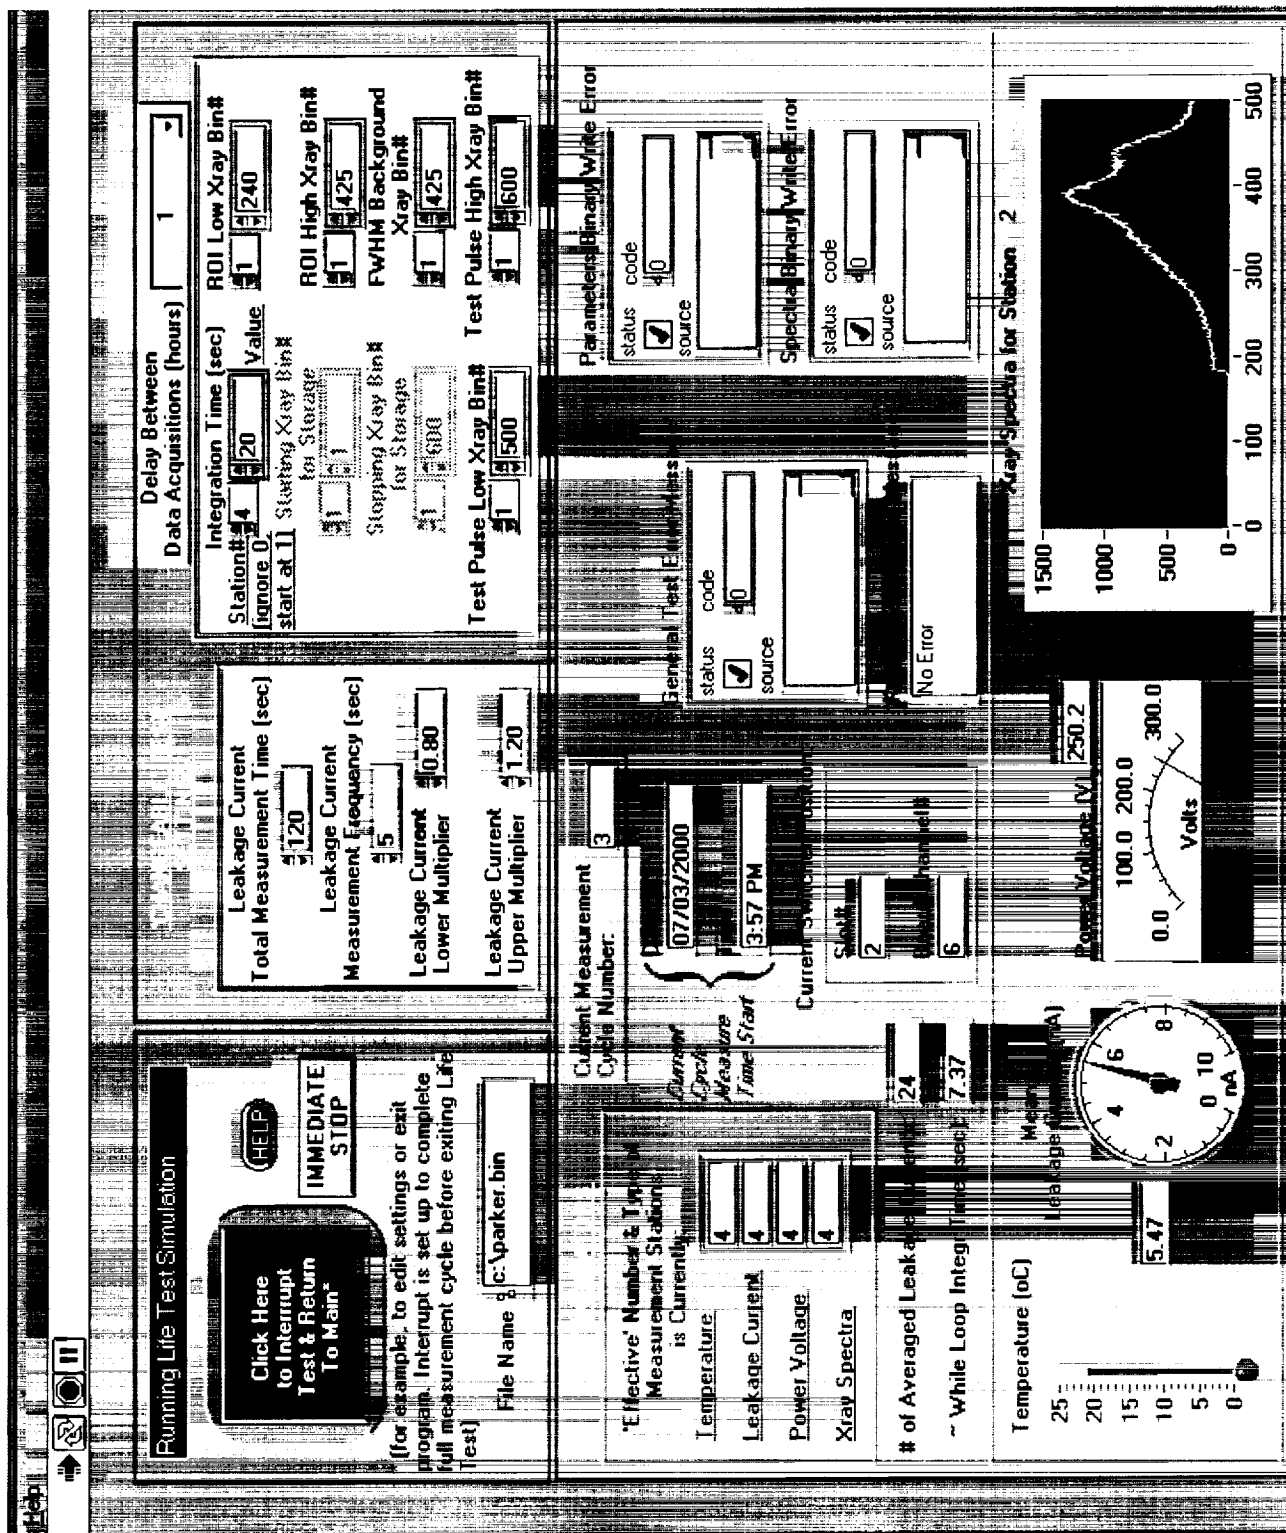 Help
Running Life Test Simulation
Click Here
to Interrupt
Test & Return
To Main*
HELP
IMMEDIATE
STOP
*(for example, to edit settings or exit
program. Interrupt is set up to complete
full measurement cycle before exiting Life
Test)
File Name
c:\parker.bin
Leakage Current
Total Measurement Time (sec)
120
Leakage Current
Measurement Frequency (sec)
5
Leakage Current
Lower Multiplier
0.80
Leakage Current
Upper Multiplier
1.20
Delay Between
Data Acquisitions (hours)
1
Station#
(ignore 0,
start at 1)
Integration Time (sec)
4
20
Value
Starting Xray Bin#
for Storage
1
1
Stopping Xray Bin#
for Storage
1
600
Test Pulse Low Xray Bin#
1
500
ROI Low Xray Bin#
1
240
ROI High Xray Bin#
1
425
FWHM Background
Xray Bin#
1
425
Test Pulse High Xray Bin#
1
600
'Effective' Number & Type of
Measurement Stations
is Currently:
Temperature
4
Leakage Current
4
Power Voltage
4
Xray Spectra
4
Current Measurement
Cycle Number:
3
Current
Cycle
Measure
Time Start
07/03/2000
3:57 PM
Current Switch Position
Slot#
2
Channel#
6
# of Averaged Leakage
24
~ While Loop Integr Time (sec):
7.37
General Test Error
status
code
0
source
No Error
Parameters Binary Write Error
status
code
0
source
Spectra Binary Write Error
status
code
0
source
Temperature (oC)
25
20
15
10
5
0
Mean
Leakage
5.47
0
2
4
6
8
10
nA
Power Voltage (V)
250.2
0.0
100.0
200.0
300.0
Volts
Xray Spectra for Station
2
1500
1000
500
0
0
100
200
300
400
500